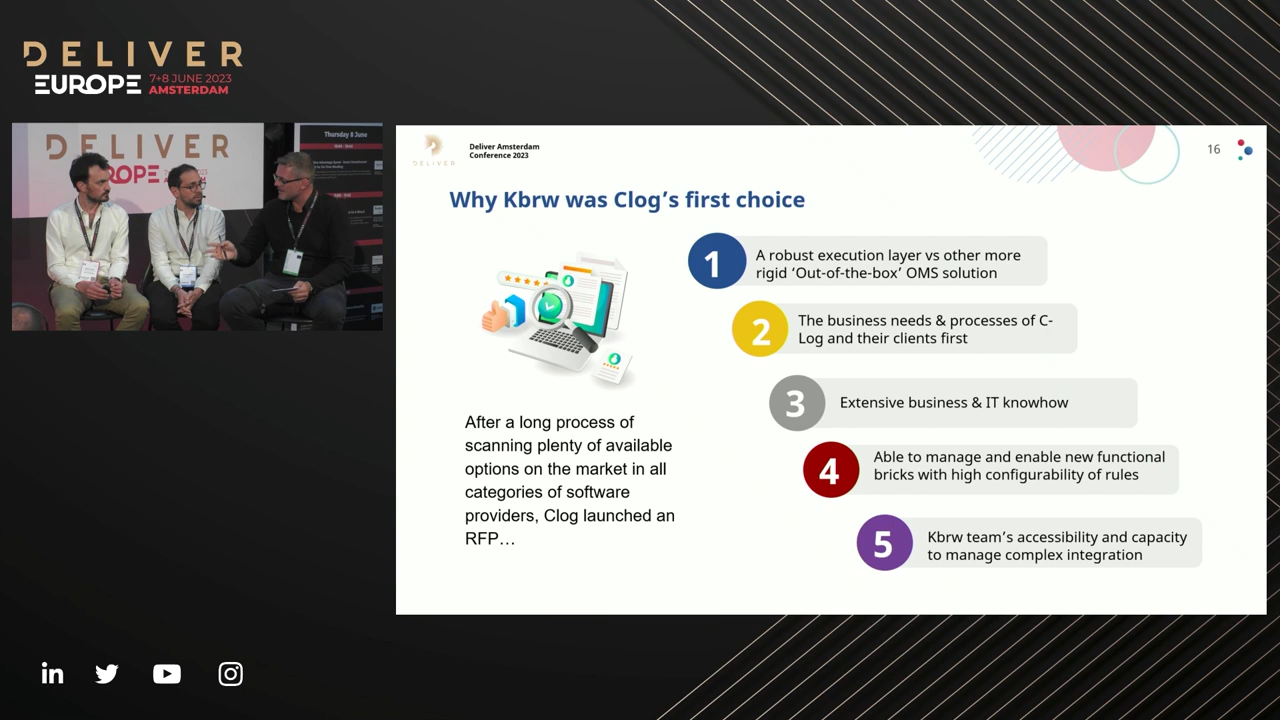 DELIVER
EUROPE 7+8 JUNE 2023
AMSTERDAM
DELIVER
Thursday 8 June
DELIVER
Deliver Amsterdam
Conference 2023
16
Why Kbrw was Clog’s first choice
1
A robust execution layer vs other more
rigid ‘Out-of-the-box’ OMS solution
2
The business needs & processes of C-
Log and their clients first
3
Extensive business & IT knowhow
4
Able to manage and enable new functional
bricks with high configurability of rules
5
Kbrw team’s accessibility and capacity
to manage complex integration
After a long process of
scanning plenty of available
options on the market in all
categories of software
providers, Clog launched an
RFP…
in